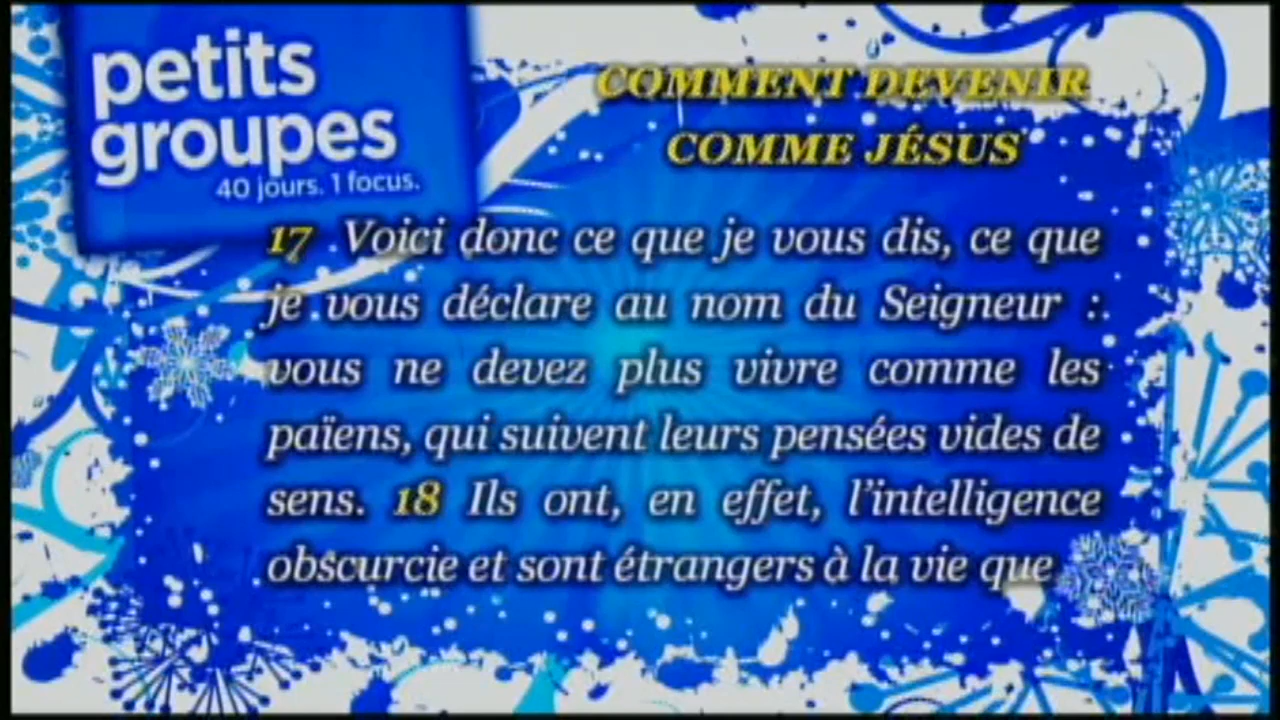 petits
groupes
40 jours. 1 focus.
COMMENT DEVENIR
COMME JÉSUS
17 Voici donc ce que je vous dis, ce que
je vous déclare au nom du Seigneur :
vous ne devez plus vivre comme les
païens, qui suivent leurs pensées vides de
sens. 18 Ils ont, en effet, l'intelligence
obscurcie et sont étrangers à la vie que